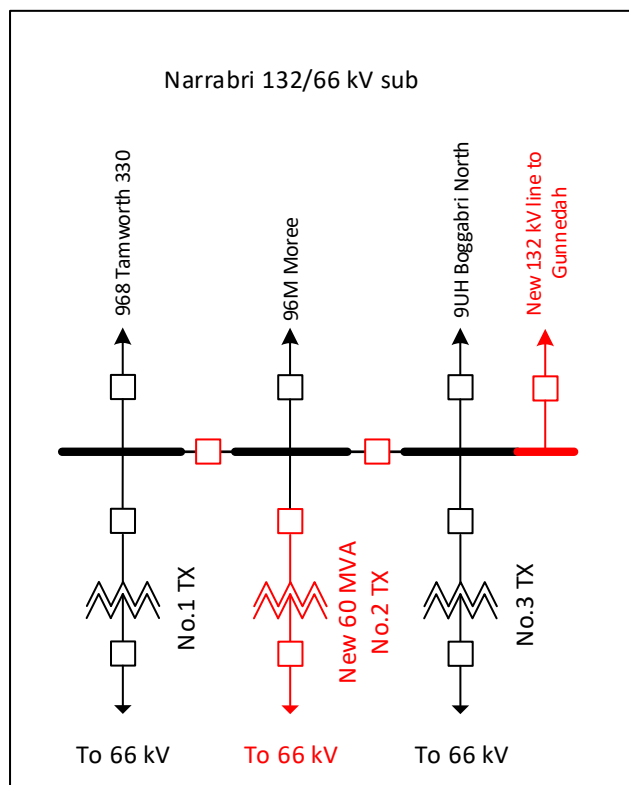 Narrabri 132/66 kV sub
968 Tamworth 330
96M Moree
9UH Boggabri North
New 132 kV line to
Gunnedah
No.1 TX
New 60 MVA
No.2 TX
No.3 TX
To 66 kV
To 66 kV
To 66 kV